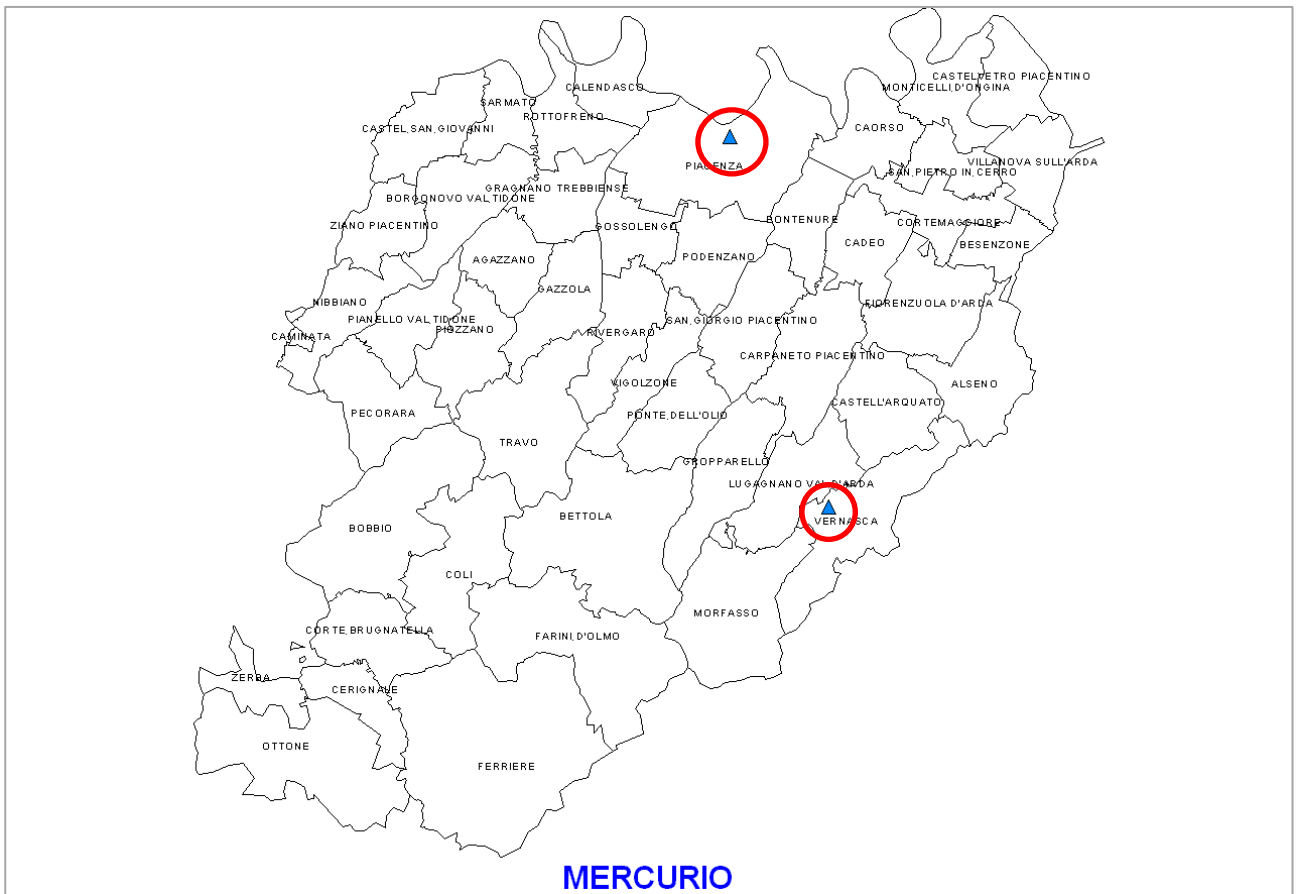 CASTELVETRO PIACENTINO
MONTICELLI,D'ONGINA
CALENDASCO
SARMATO
ROTTOFRENO
CASTEL,SAN,GIOVANNI
CAORSO
PIACENZA
VILLANOVA SULL'ARDA
SAN,PIETRO IN,CERRO
GRAGNANO TREBBIENSE
BORGONOVO VAL,TIDONE
ZIANO PIACENTINO
GOSSOLENGO
PONTENURE
CORTEMAGGIORE
CADEO
BESENZONE
PODENZANO
AGAZZANO
GAZZOLA
NIBBIANO
FIORENZUOLA D'ARDA
PIANELLO VAL,TIDONE
PIOZZANO
SAN,GIORGIO PIACENTINO
RIVERGARO
CAMINATA
CARPANETO PIACENTINO
VIGOLZONE
ALSENO
CASTELL'ARQUATO
PECORARA
PONTE,DELL'OLIO
TRAVO
GROPPARELLO
LUGAGNANO VAL D'ARDA
BETTOLA
VERNASCA
BOBBIO
COLI
MORFASSO
CORTE,BRUGNATELLA
FARINI,D'OLMO
ZERBA
CERIGNALE
OTTONE
FERRIERE
MERCURIO